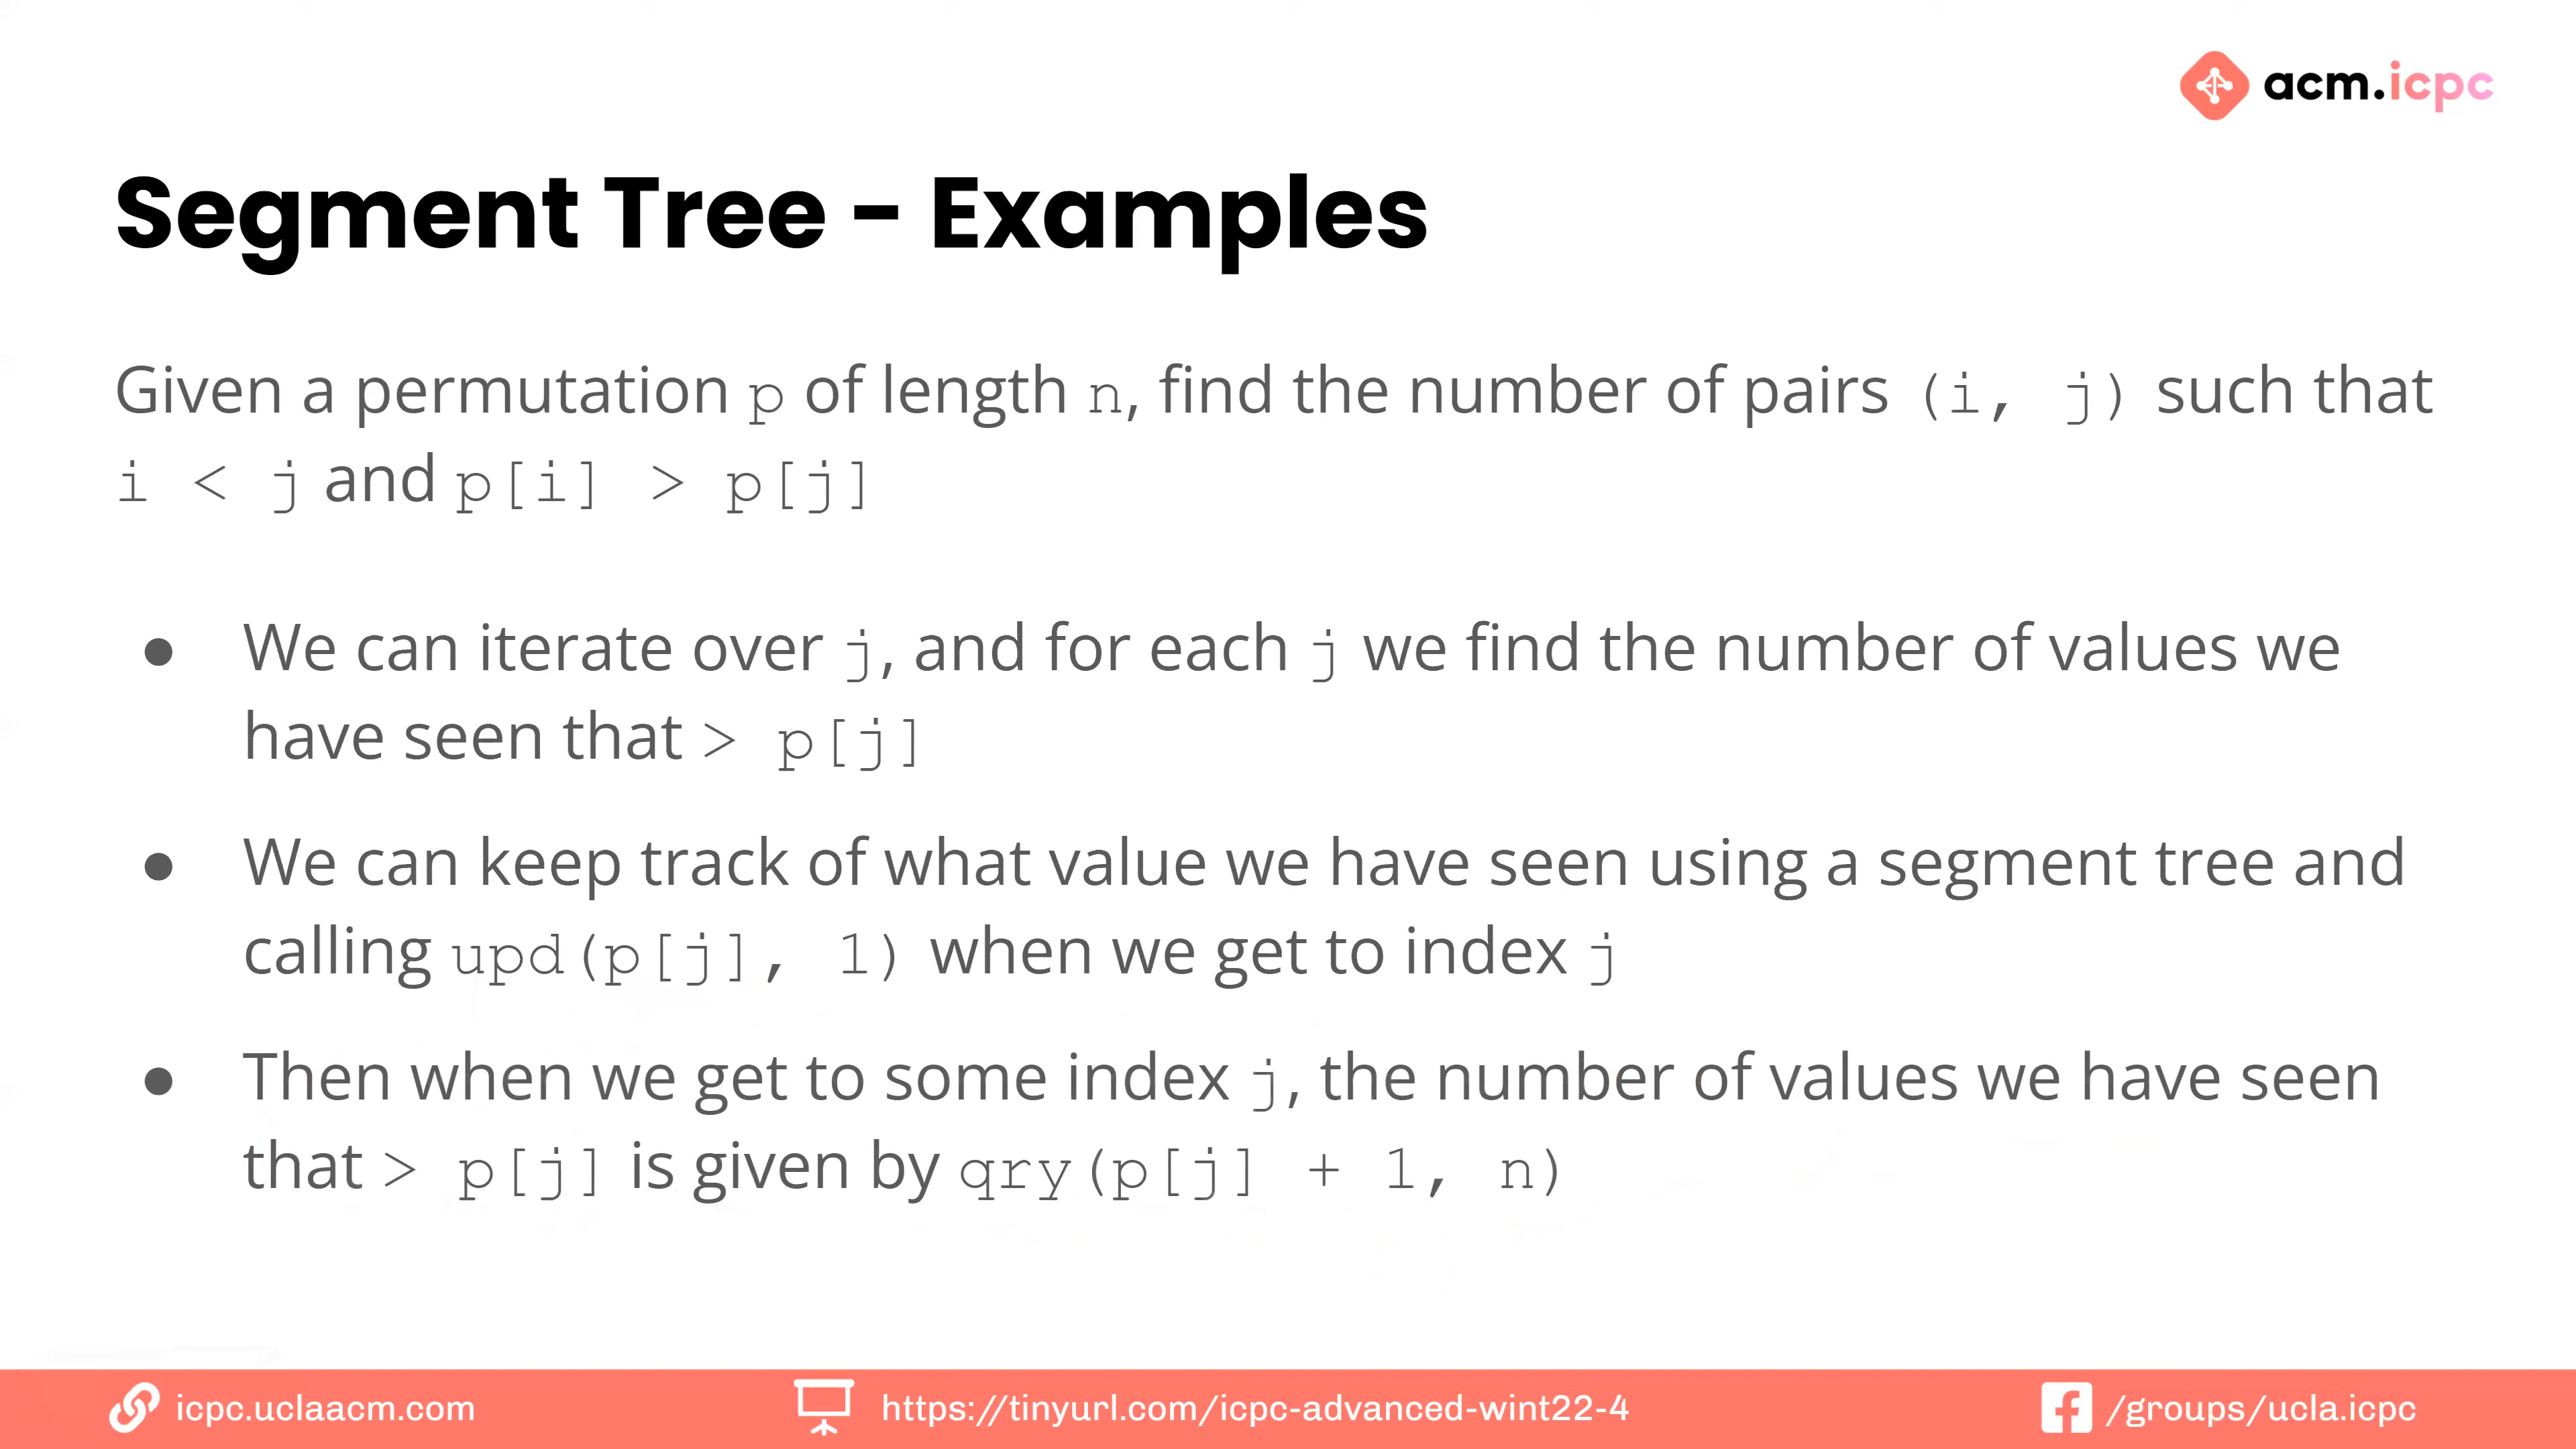 acm.icpc
Segment Tree - Examples
Given a permutation p of length n, find the number of pairs (i, j) such that
i < j and p[i] > p[j]
● We can iterate over j, and for each j we find the number of values we
have seen that > p[j]
● We can keep track of what value we have seen using a segment tree and
calling upd(p[j], 1) when we get to index j
● Then when we get to some index j, the number of values we have seen
that > p[j] is given by qry(p[j] + 1, n)
icpc.uclaacm.com https://tinyurl.com/icpc-advanced-wint22-4 /groups/ucla.icpc